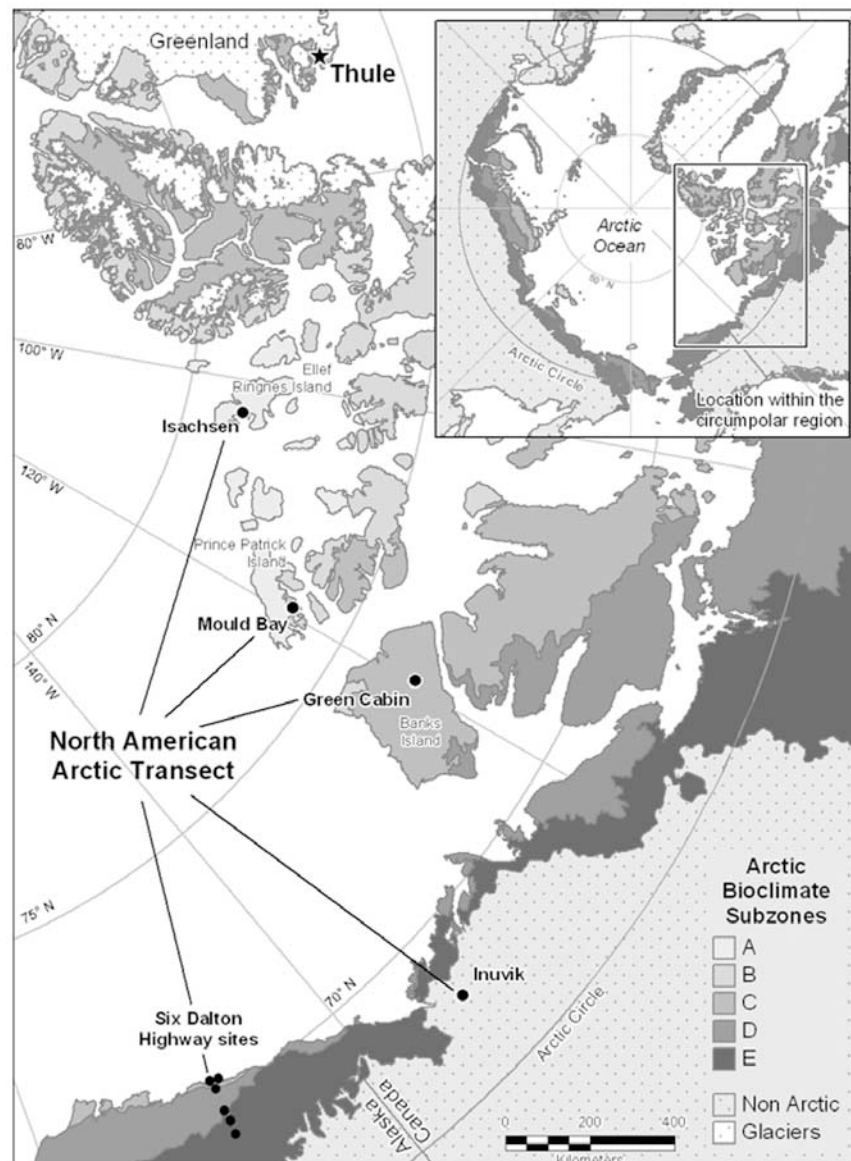 Greenland
Thule
80° W
100° W
120° W
80° N
140° W
75° N
70° N
Ellef
Ringnes Island
Isachsen
Prince Patrick
Island
Mould Bay
Green Cabin
Banks
Island
North American
Arctic Transect
Inuvik
Six Dalton
Highway sites
Arctic Circle
Alaska
Canada
Arctic
Ocean
80° N
Arctic Circle
Location within the
circumpolar region
Arctic
Bioclimate
Subzones
A
B
C
D
E
Non Arctic
Glaciers
0 200 400
Kilometers